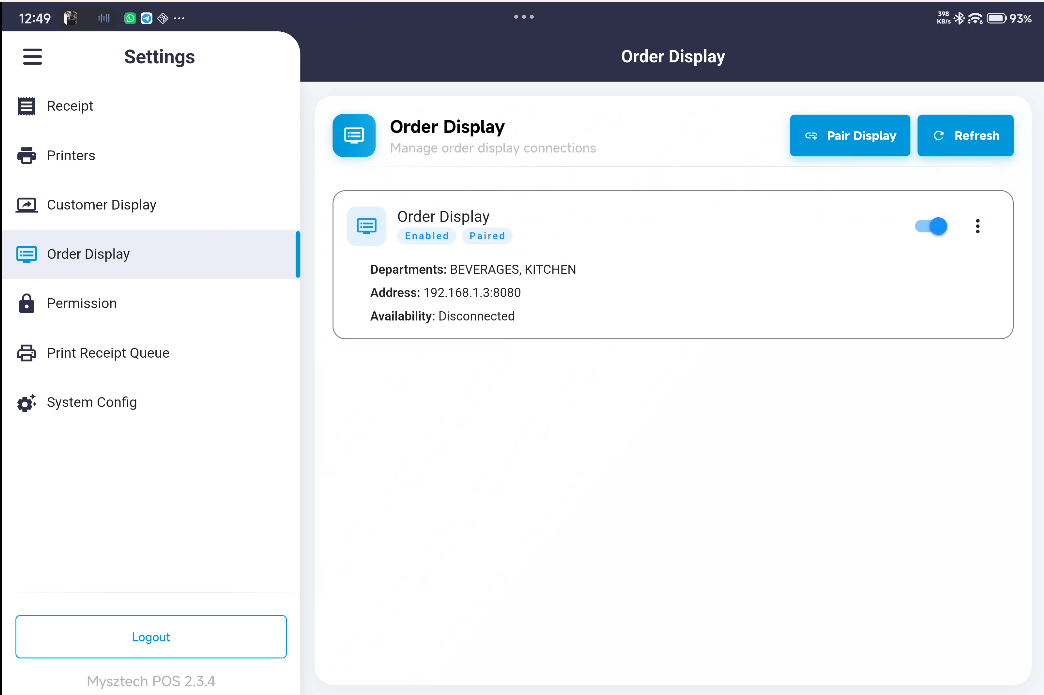 12:49
398
KB/s
93%
Settings
Order Display
Receipt
Printers
Customer Display
Order Display
Permission
Print Receipt Queue
System Config
Logout
Mysztech POS 2.3.4
Order Display
Manage order display connections
Pair Display
Refresh
Order Display
Enabled Paired
Departments: BEVERAGES, KITCHEN
Address: 192.168.1.3:8080
Availability: Disconnected